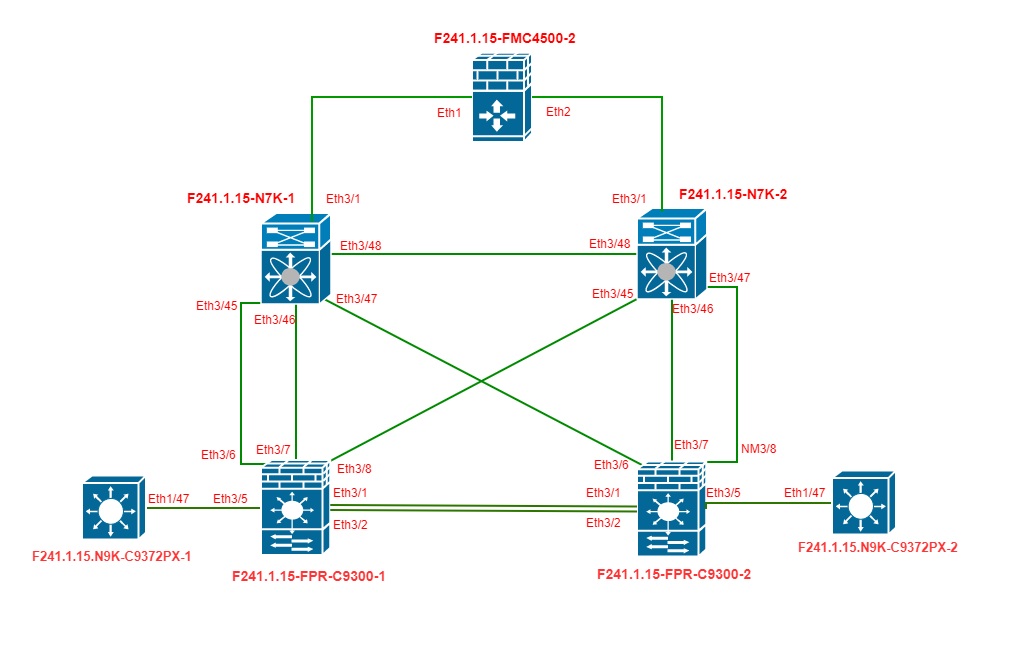 F241.1.15-FMC4500-2
Eth1
Eth2
F241.1.15-N7K-1
Eth3/1
Eth3/1
F241.1.15-N7K-2
Eth3/48
Eth3/48
Eth3/47
Eth3/45
Eth3/46
Eth3/47
Eth3/45
Eth3/46
Eth3/6
Eth3/7
Eth3/8
Eth3/6
Eth3/7
NM3/8
Eth1/47
Eth3/5
Eth3/1
Eth3/1
Eth3/5
Eth1/47
Eth3/2
Eth3/2
F241.1.15.N9K-C9372PX-1
F241.1.15.N9K-C9372PX-2
F241.1.15-FPR-C9300-1
F241.1.15-FPR-C9300-2